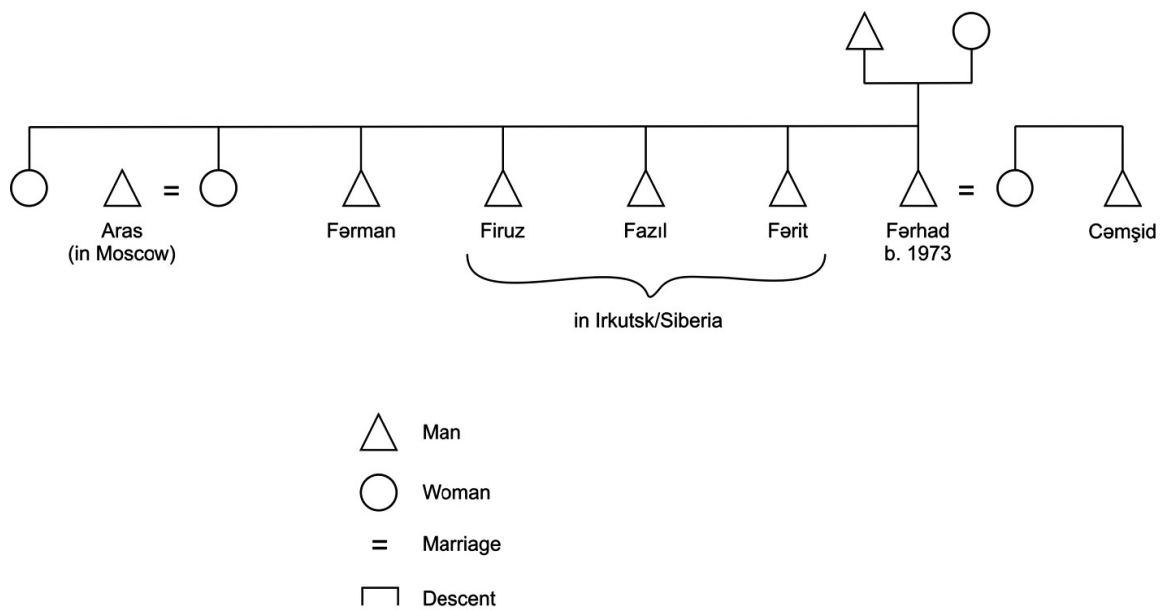 Aras
(in Moscow)
Fərman
Firuz
Fazıl
Fərit
Fərhad
b. 1973
Cəmşid
in Irkutsk/Siberia
Man
Woman
= Marriage
Descent